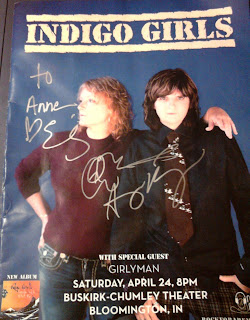 INDIGO GIRLS
to
Anne
WITH SPECIAL GUEST
GIRLYMAN
SATURDAY, APRIL 24, 8PM
BUSKIRK-CHUMLEY THEATER
BLOOMINGTON, IN
NEW ALBUM